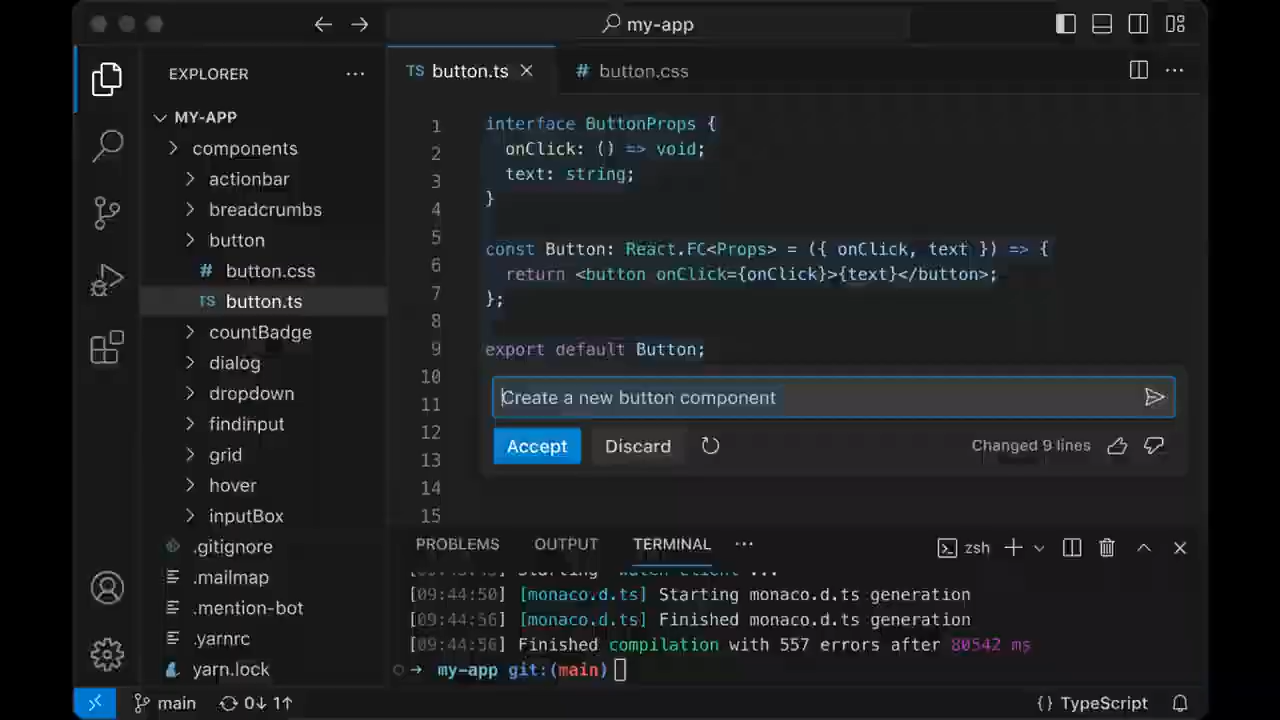 my-app
EXPLORER
MY-APP
components
actionbar
breadcrumbs
button
# button.css
TS button.ts
countBadge
dialog
dropdown
findinput
grid
hover
inputBox
.gitignore
.mailmap
.mention-bot
.yarnrc
yarn.lock
TS button.ts
# button.css
1 interface ButtonProps {
2 onClick: () => void;
3 text: string;
4 }
5
6 const Button: React.FC<Props> = ({ onClick, text }) => {
7 return <button onClick={onClick}>{text}</button>;
8 };
9 export default Button;
10
11
12
13
14
15
Create a new button component
Accept Discard Changed 9 lines
PROBLEMS OUTPUT TERMINAL
zsh
Starting
[09:44:50] [monaco.d.ts] Starting monaco.d.ts generation
[09:44:56] [monaco.d.ts] Finished monaco.d.ts generation
[09:44:56] Finished compilation with 557 errors after 80542 ms
→ my-app git:(main)
main 0↓ 1↑
{} TypeScript